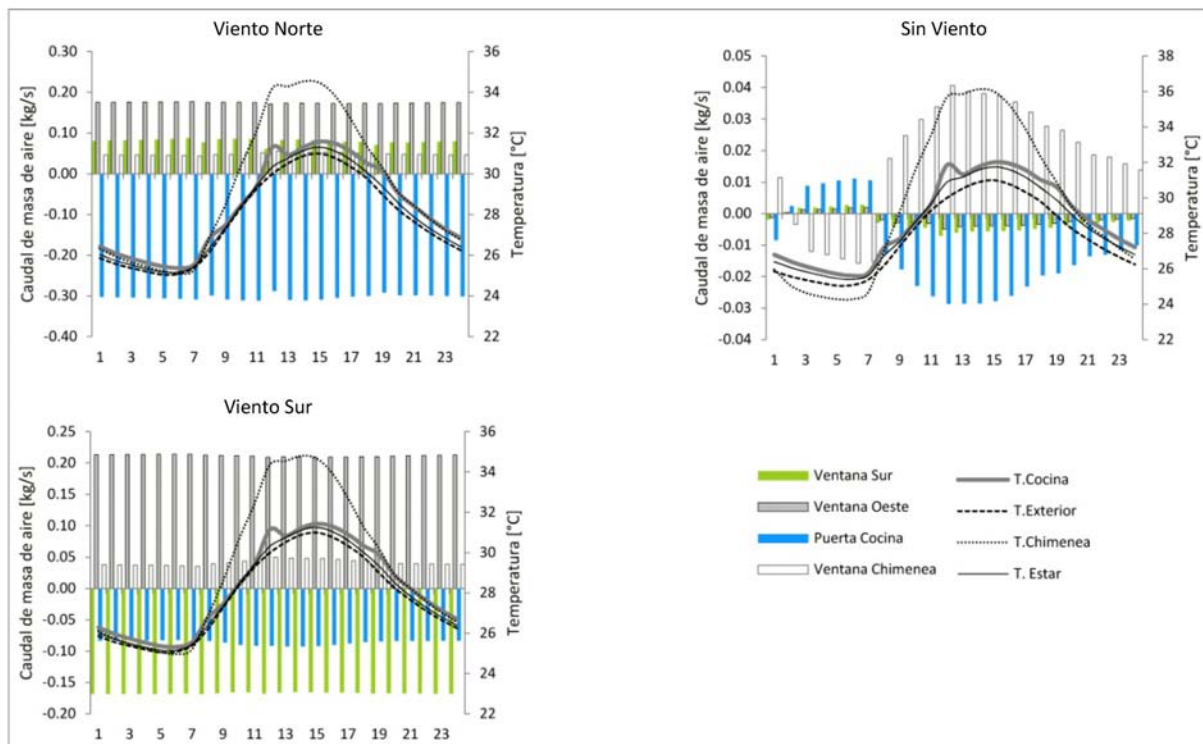 Viento Norte
Caudal de masa de aire [kg/s]
0.30
0.20
0.10
0.00
-0.10
-0.20
-0.30
-0.40
36
34
32
30
28
26
24
22
Temperatura [°C]
1 3 5 7 9 11 13 15 17 19 21 23
Sin Viento
Caudal de masa de aire [kg/s]
0.05
0.04
0.03
0.02
0.01
0.00
-0.01
-0.02
-0.03
-0.04
38
36
34
32
30
28
26
24
22
Temperatura [°C]
1 3 5 7 9 11 13 15 17 19 21 23
Viento Sur
Caudal de masa de aire [kg/s]
0.25
0.20
0.15
0.10
0.05
0.00
-0.05
-0.10
-0.15
-0.20
36
34
32
30
28
26
24
22
Temperatura [°C]
1 3 5 7 9 11 13 15 17 19 21 23
Ventana Sur
Ventana Oeste
Puerta Cocina
Ventana Chimenea
T.Cocina
T.Exterior
T.Chimenea
T. Estar